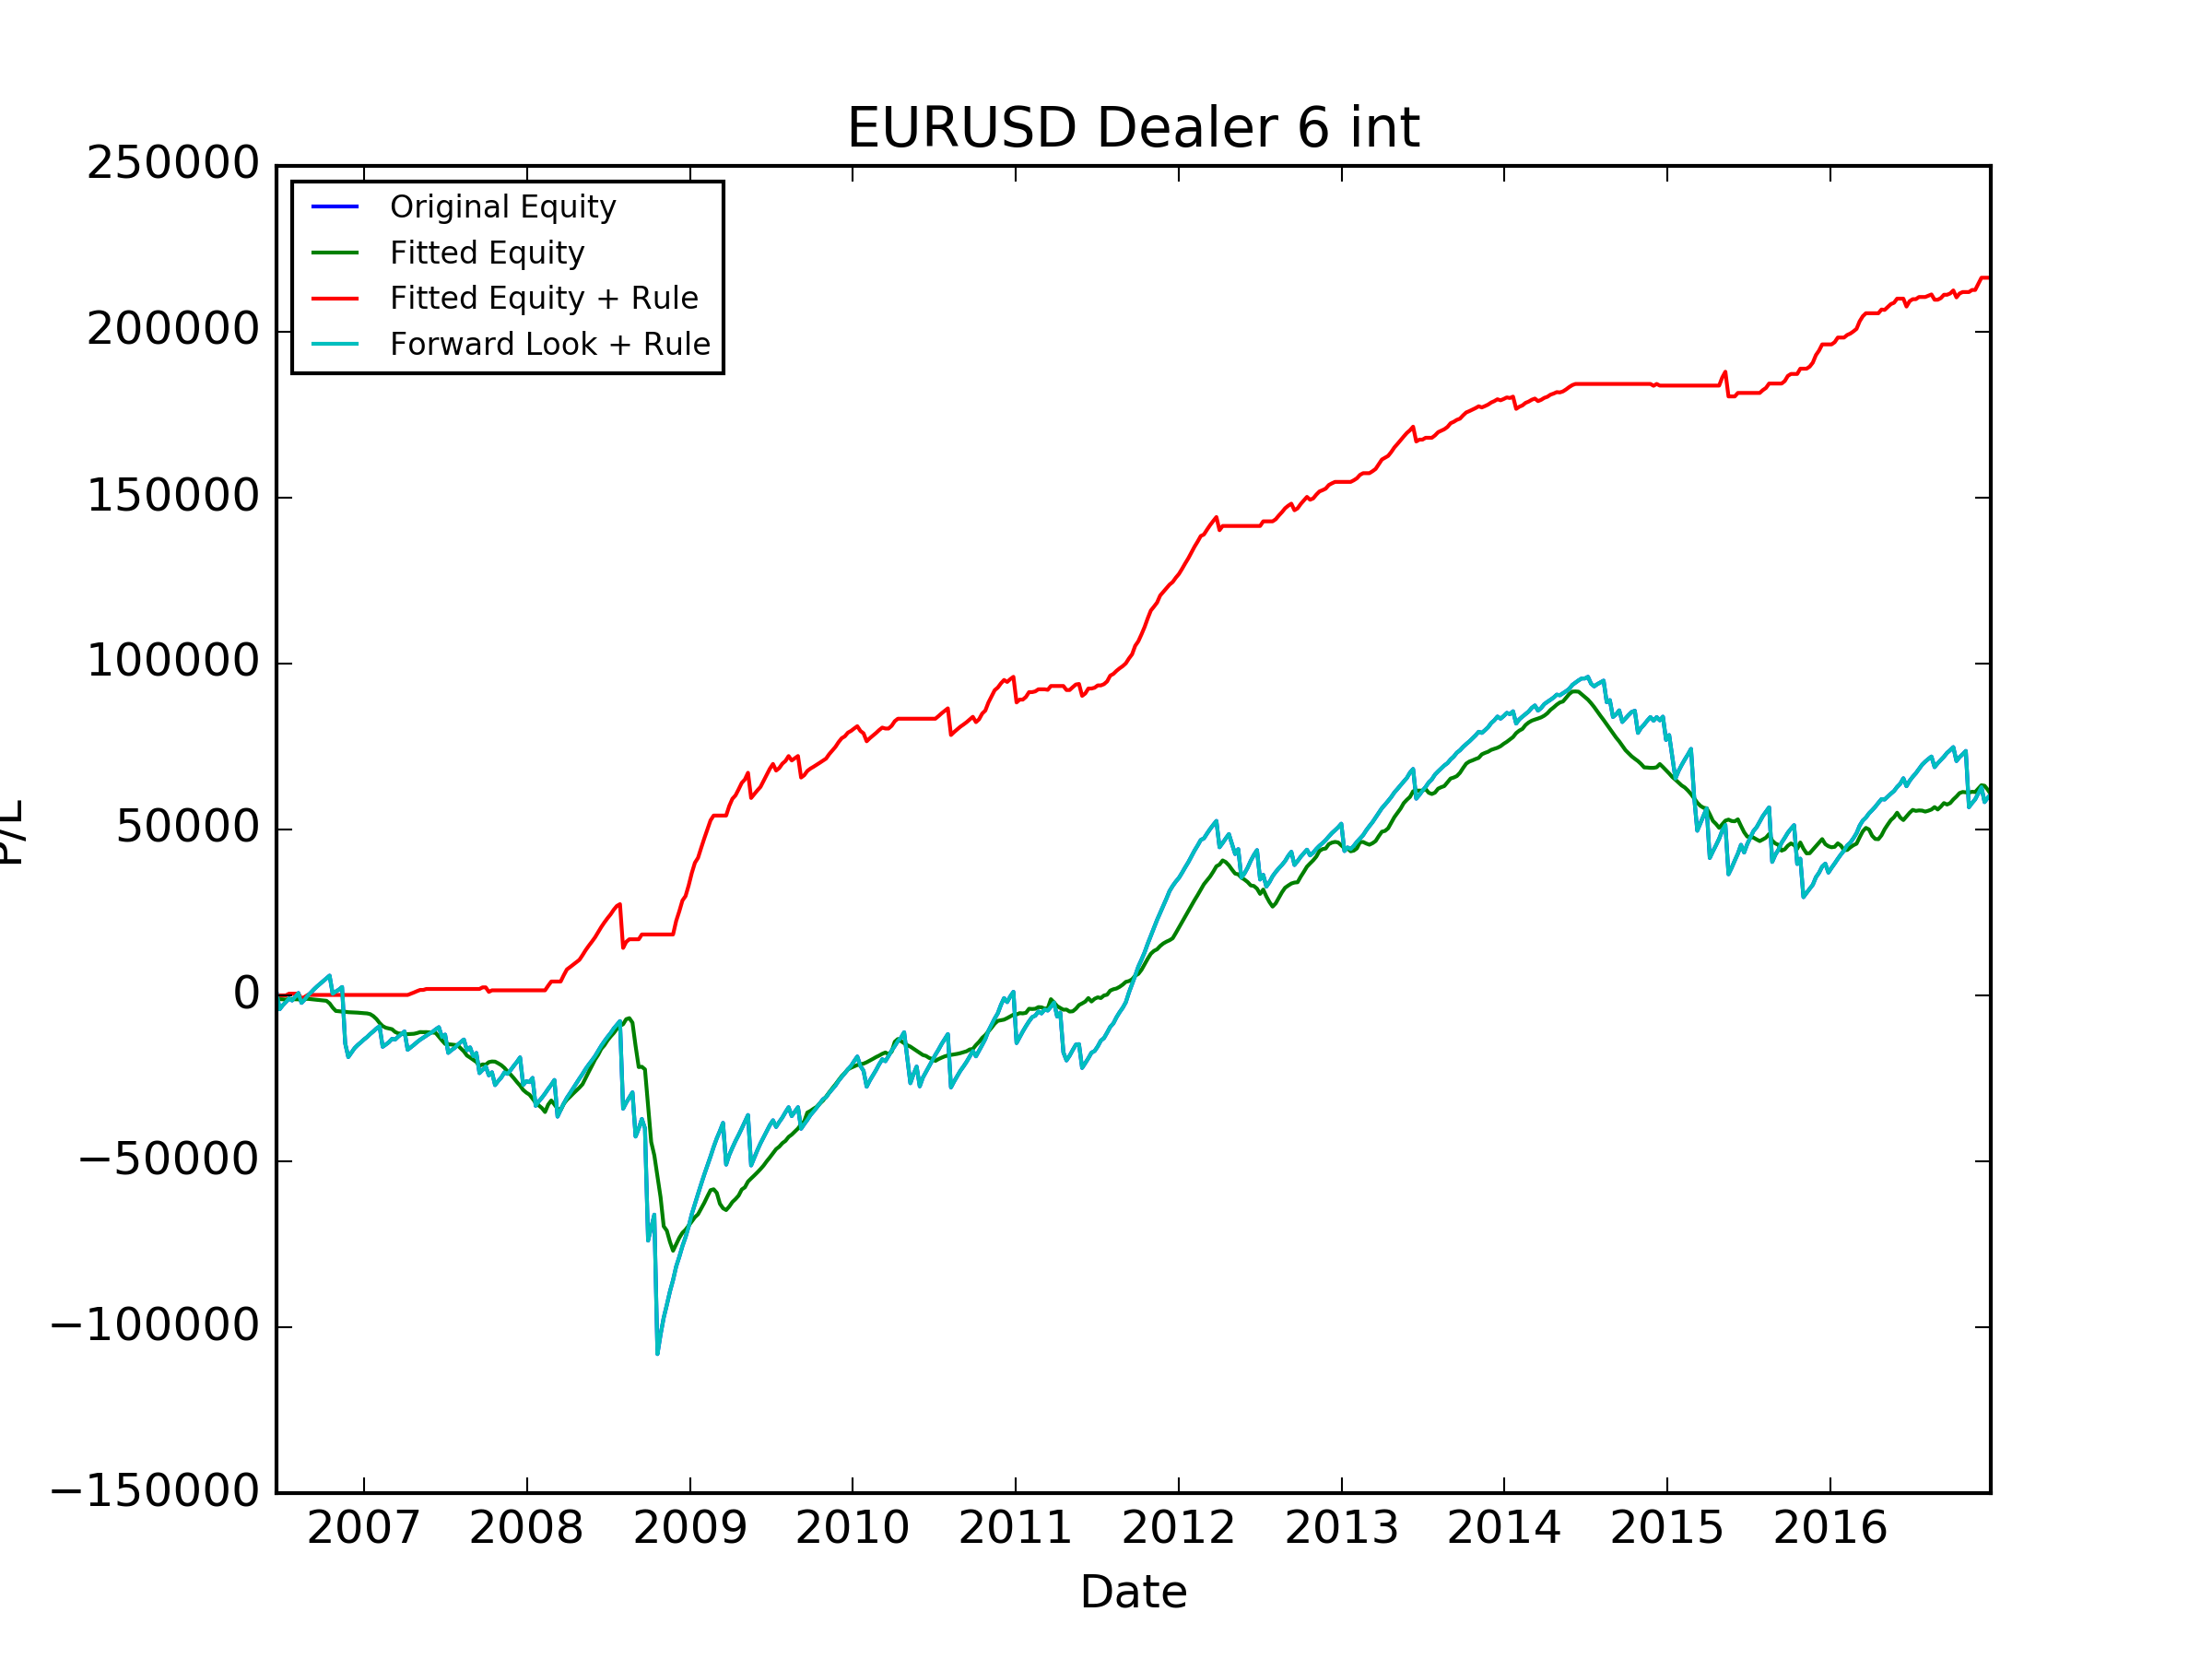 EURUSD Dealer 6 int
250000
200000
150000
100000
50000
0
−50000
−100000
−150000
P/L
Original Equity
Fitted Equity
Fitted Equity + Rule
Forward Look + Rule
2007 2008 2009 2010 2011 2012 2013 2014 2015 2016
Date